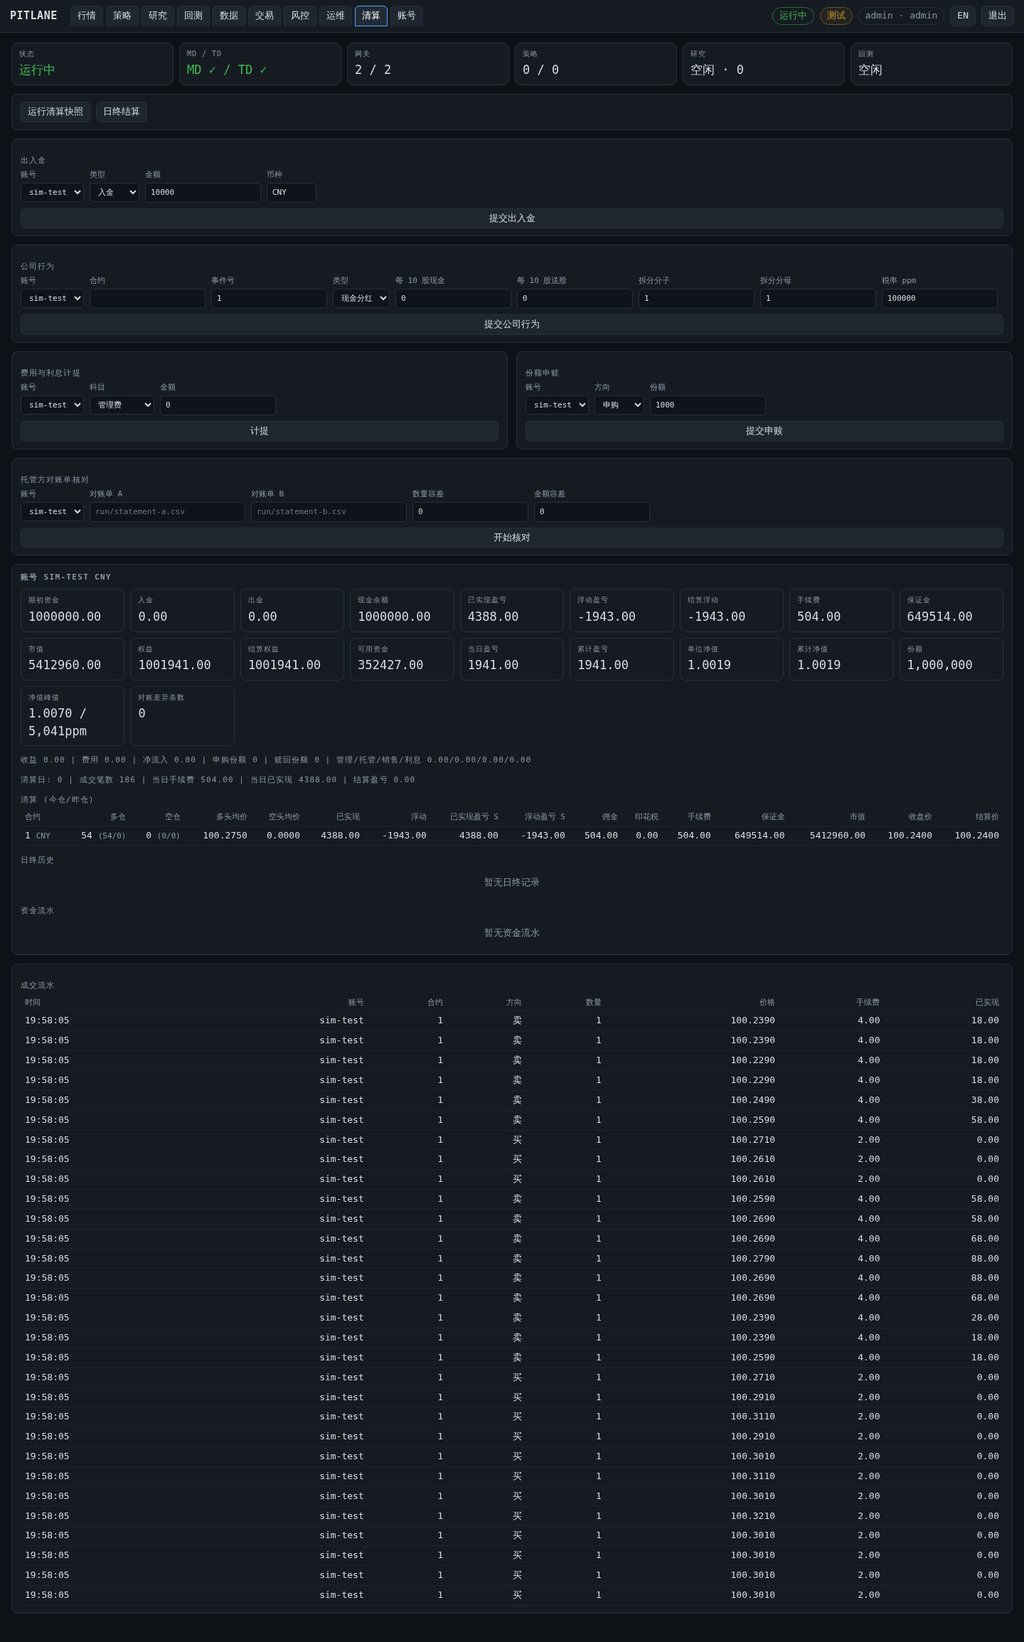 PITLANE 行情 策略 研究 回测 数据 交易 风控 运维 清算 账号 运行中 测试 admin · admin EN 退出
状态 MD / TD 网关 策略 研究 回测
运行中 MD ✓ / TD ✓ 2 / 2 0 / 0 空闲 · 0 空闲
运行清算快照 日终结算
出入金
账号 类型 金额 币种
sim-test 入金 10000 CNY
提交出入金
公司行为
账号 合约 事件号 类型 每 10 股现金 每 10 股送股 拆分分子 拆分分母 税率 ppm
sim-test 1 现金分红 0 0 1 1 100000
提交公司行为
费用与利息计提
账号 科目 金额
sim-test 管理费 0
计提
份额申赎
账号 方向 份额
sim-test 申购 1000
提交申赎
托管方对账单核对
账号 对账单 A 对账单 B 数量容差 金额容差
sim-test run/statement-a.csv run/statement-b.csv 0 0
开始核对
账号 SIM-TEST CNY
期初资金 入金 出金 现金余额 已实现盈亏 浮动盈亏 结算浮动 手续费 保证金
1000000.00 0.00 0.00 1000000.00 4388.00 -1943.00 -1943.00 504.00 649514.00
市值 权益 结算权益 可用资金 当日盈亏 累计盈亏 单位净值 累计净值 份额
5412960.00 1001941.00 1001941.00 352427.00 1941.00 1941.00 1.0019 1.0019 1,000,000
净值峰值 对账差异条数
1.0070 / 0
5,041ppm
收益 0.00 | 费用 0.00 | 净流入 0.00 | 申购份额 0 | 赎回份额 0 | 管理/托管/销售/利息 0.00/0.00/0.00/0.00
清算日: 0 | 成交笔数 186 | 当日手续费 504.00 | 当日已实现 4388.00 | 结算盈亏 0.00
清算 (今仓/昨仓)
合约 多仓 空仓 多头均价 空头均价 已实现 浮动 已实现盈亏 S 浮动盈亏 S 佣金 印花税 手续费 保证金 市值 收盘价 结算价
1 CNY 54 (54/0) 0 (0/0) 100.2750 0.0000 4388.00 -1943.00 4388.00 -1943.00 504.00 0.00 504.00 649514.00 5412960.00 100.2400 100.2400
日终历史
暂无日终记录
资金流水
暂无资金流水
成交流水
时间 账号 合约 方向 数量 价格 手续费 已实现
19:58:05 sim-test 1 卖 1 100.2390 4.00 18.00
19:58:05 sim-test 1 卖 1 100.2390 4.00 18.00
19:58:05 sim-test 1 卖 1 100.2290 4.00 18.00
19:58:05 sim-test 1 卖 1 100.2290 4.00 18.00
19:58:05 sim-test 1 卖 1 100.2490 4.00 38.00
19:58:05 sim-test 1 卖 1 100.2590 4.00 58.00
19:58:05 sim-test 1 买 1 100.2710 2.00 0.00
19:58:05 sim-test 1 买 1 100.2610 2.00 0.00
19:58:05 sim-test 1 买 1 100.2610 2.00 0.00
19:58:05 sim-test 1 卖 1 100.2590 4.00 58.00
19:58:05 sim-test 1 卖 1 100.2690 4.00 58.00
19:58:05 sim-test 1 卖 1 100.2690 4.00 68.00
19:58:05 sim-test 1 卖 1 100.2790 4.00 88.00
19:58:05 sim-test 1 卖 1 100.2690 4.00 88.00
19:58:05 sim-test 1 卖 1 100.2690 4.00 68.00
19:58:05 sim-test 1 卖 1 100.2390 4.00 28.00
19:58:05 sim-test 1 卖 1 100.2390 4.00 18.00
19:58:05 sim-test 1 卖 1 100.2590 4.00 18.00
19:58:05 sim-test 1 买 1 100.2710 2.00 0.00
19:58:05 sim-test 1 买 1 100.2910 2.00 0.00
19:58:05 sim-test 1 买 1 100.3110 2.00 0.00
19:58:05 sim-test 1 买 1 100.2910 2.00 0.00
19:58:05 sim-test 1 买 1 100.3010 2.00 0.00
19:58:05 sim-test 1 买 1 100.3110 2.00 0.00
19:58:05 sim-test 1 买 1 100.3010 2.00 0.00
19:58:05 sim-test 1 买 1 100.3210 2.00 0.00
19:58:05 sim-test 1 买 1 100.3010 2.00 0.00
19:58:05 sim-test 1 买 1 100.3010 2.00 0.00
19:58:05 sim-test 1 买 1 100.3010 2.00 0.00
19:58:05 sim-test 1 买 1 100.3010 2.00 0.00